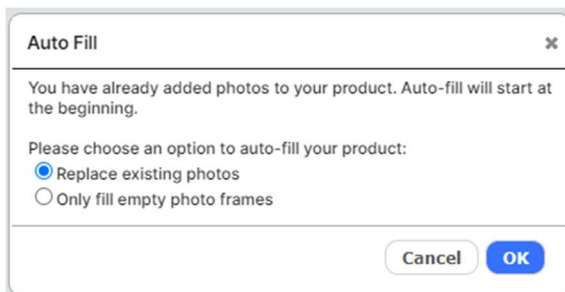 Auto Fill
You have already added photos to your product. Auto-fill will start at
the beginning.
Please choose an option to auto-fill your product:
Replace existing photos
Only fill empty photo frames
Cancel OK